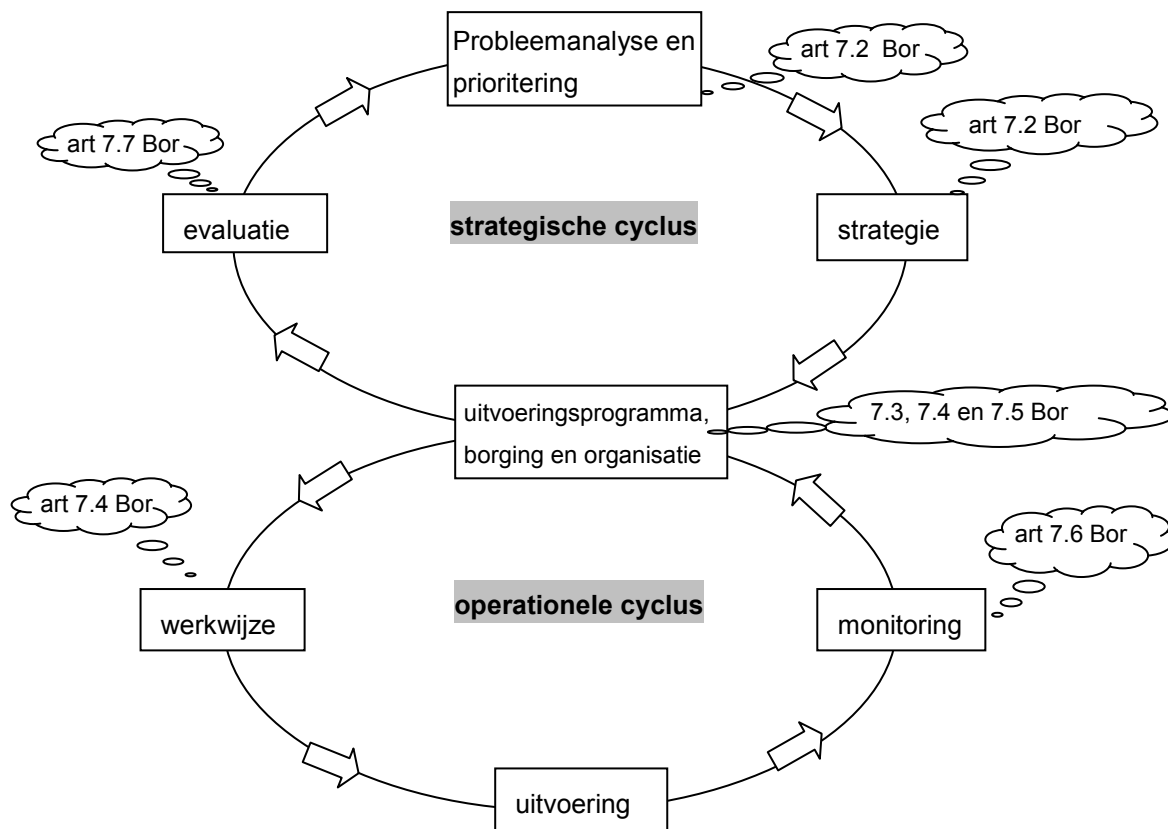 Probleemanalyse en
prioritering
art 7.2 Bor
art 7.2 Bor
art 7.7 Bor
evaluatie
strategische cyclus
strategie
uitvoeringsprogramma,
borging en organisatie
7.3, 7.4 en 7.5 Bor
art 7.4 Bor
art 7.6 Bor
werkwijze
operationele cyclus
monitoring
uitvoering